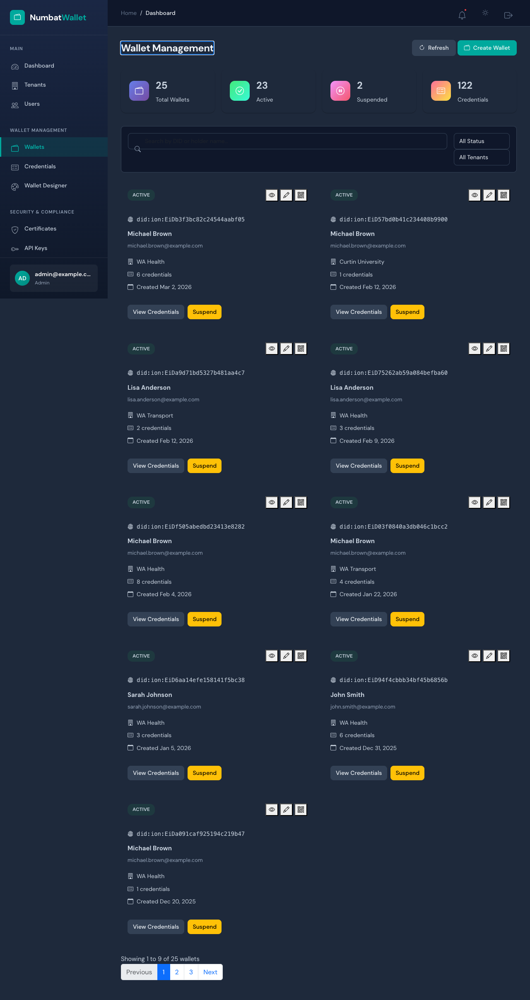 NumbatWallet
Home / Dashboard
MAIN
Dashboard
Tenants
Users
WALLET MANAGEMENT
Wallets
Credentials
Wallet Designer
SECURITY & COMPLIANCE
Certificates
API Keys
AD
admin@example.c...
Admin
Wallet Management
Refresh
Create Wallet
25
Total Wallets
23
Active
2
Suspended
122
Credentials
Search by DID or holder name...
All Status
All Tenants
ACTIVE
did:ion:EiDb3f3bc82c24544aabf05
Michael Brown
michael.brown@example.com
WA Health
6 credentials
Created Mar 2, 2026
View Credentials
Suspend
ACTIVE
did:ion:EiD57bd0b41c234408b9900
Michael Brown
michael.brown@example.com
Curtin University
1 credentials
Created Feb 12, 2026
View Credentials
Suspend
ACTIVE
did:ion:EiDa9d71bd5327b481aa4c7
Lisa Anderson
lisa.anderson@example.com
WA Transport
2 credentials
Created Feb 12, 2026
View Credentials
Suspend
ACTIVE
did:ion:EiD75262ab59a084befba60
Lisa Anderson
lisa.anderson@example.com
WA Health
3 credentials
Created Feb 9, 2026
View Credentials
Suspend
ACTIVE
did:ion:EiDf505abedbd23413e8282
Michael Brown
michael.brown@example.com
WA Health
8 credentials
Created Feb 4, 2026
View Credentials
Suspend
ACTIVE
did:ion:EiD03f0840a3db046c1bcc2
Michael Brown
michael.brown@example.com
WA Transport
4 credentials
Created Jan 22, 2026
View Credentials
Suspend
ACTIVE
did:ion:EiD6aa14efe158141f5bc38
Sarah Johnson
sarah.johnson@example.com
WA Health
3 credentials
Created Jan 5, 2026
View Credentials
Suspend
ACTIVE
did:ion:EiD94f4cbbb34bf45b6856b
John Smith
john.smith@example.com
WA Health
6 credentials
Created Dec 31, 2025
View Credentials
Suspend
ACTIVE
did:ion:EiDa091caf925194c219b47
Michael Brown
michael.brown@example.com
WA Health
1 credentials
Created Dec 20, 2025
View Credentials
Suspend
Showing 1 to 9 of 25 wallets
Previous 1 2 3 Next